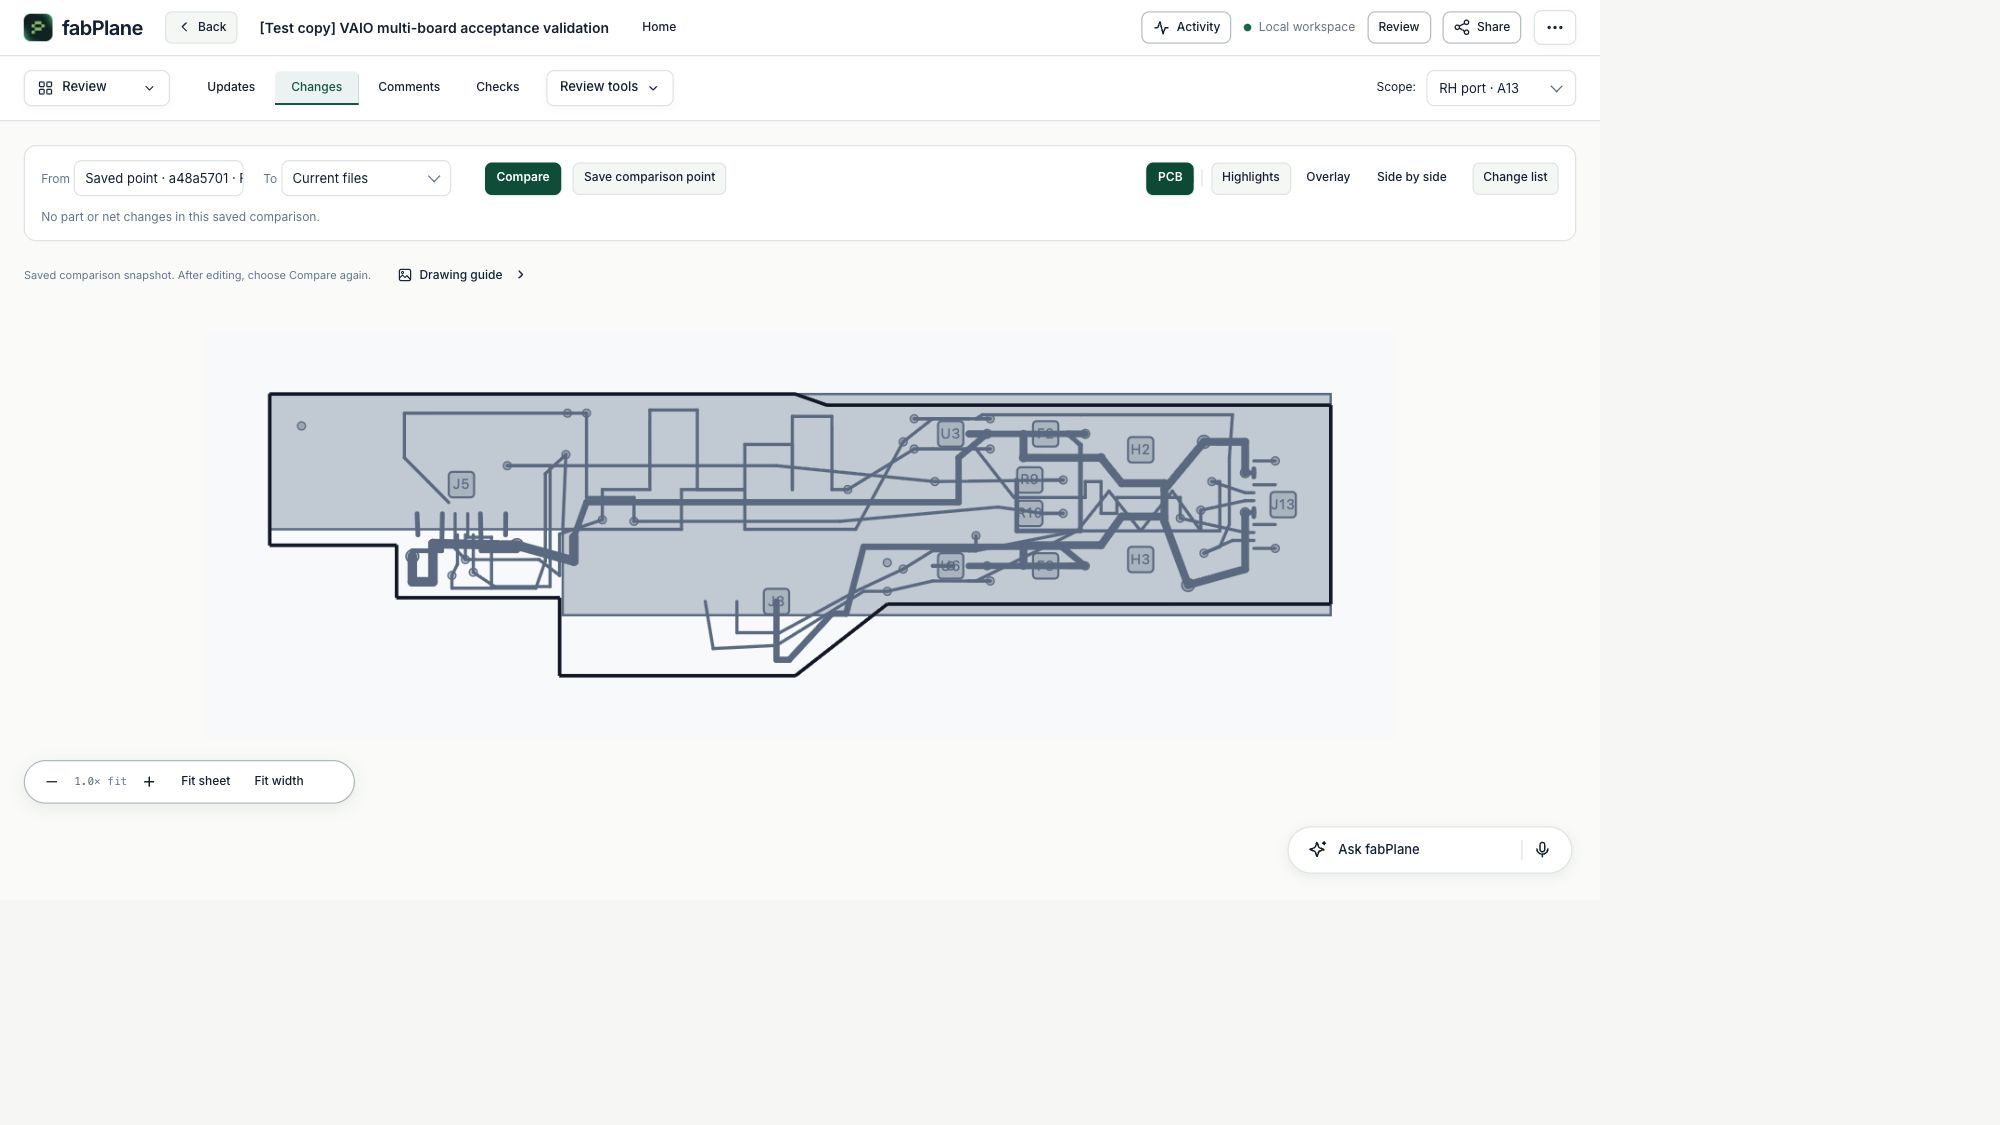 fabPlane
Back
[Test copy] VAIO multi-board acceptance validation
Home
Activity
Local workspace
Review
Share
Review
Updates
Changes
Comments
Checks
Review tools
Scope:
RH port · A13
From
Saved point · a48a5701 ·
To
Current files
Compare
Save comparison point
PCB
Highlights
Overlay
Side by side
Change list
No part or net changes in this saved comparison.
Saved comparison snapshot. After editing, choose Compare again.
Drawing guide
U3
H2
J5
R9
J13
R10
H3
1.0× fit
Fit sheet
Fit width
Ask fabPlane